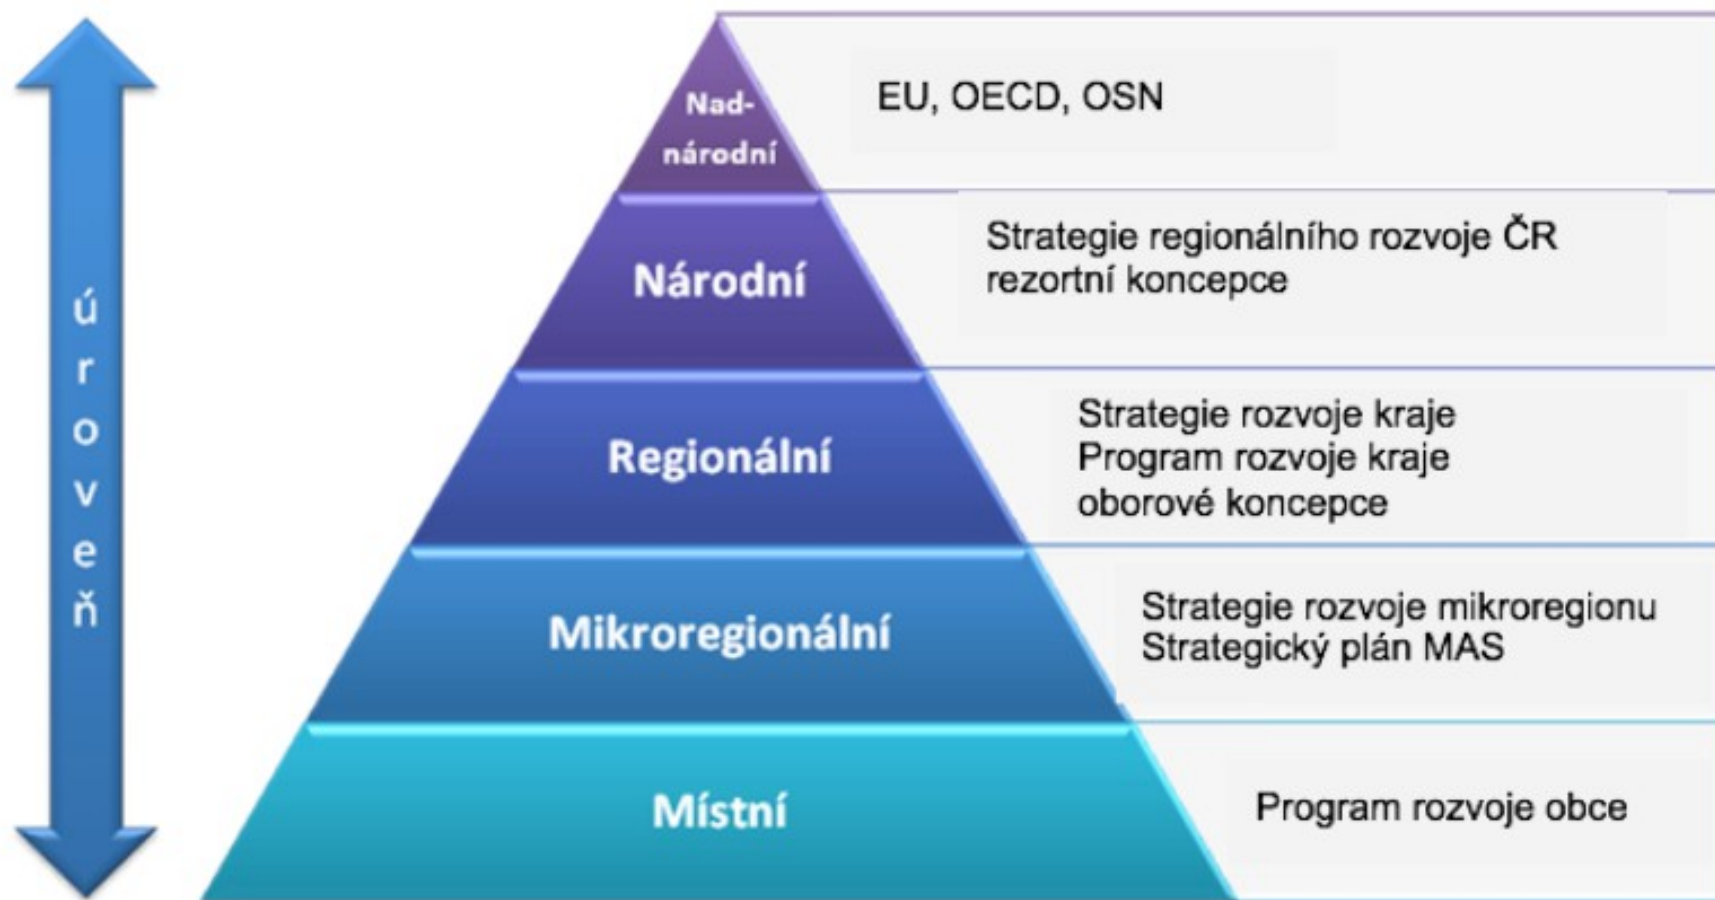 úroveň
Nad-
národní
EU, OECD, OSN
Národní
Strategie regionálního rozvoje ČR
rezortní koncepce
Regionální
Strategie rozvoje kraje
Program rozvoje kraje
oborové koncepce
Mikroregionální
Strategie rozvoje mikroregionu
Strategický plán MAS
Místní
Program rozvoje obce